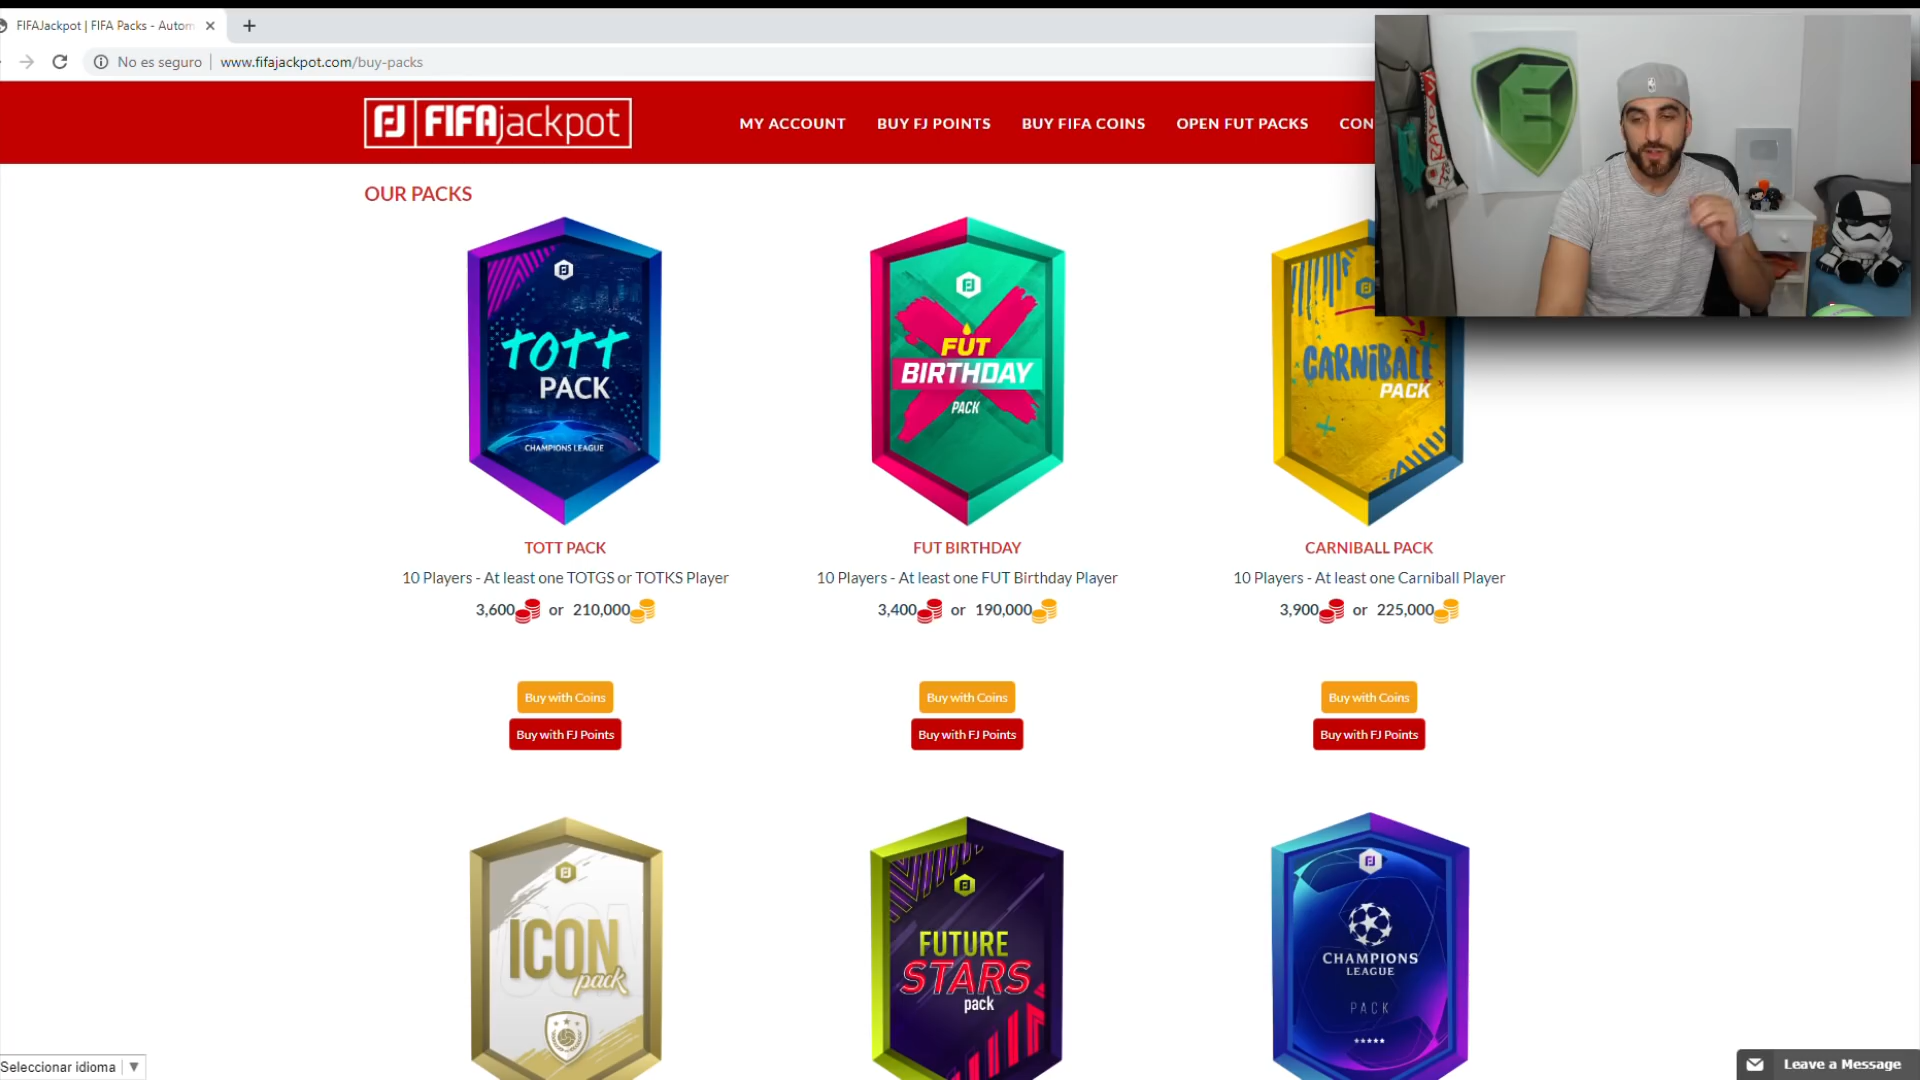 FIFAJackpot | FIFA Packs - Autom
No es seguro | www.fifajackpot.com/buy-packs
FJ FIFAjackpot
MY ACCOUNT BUY FJ POINTS BUY FIFA COINS OPEN FUT PACKS CON
E
RAYO
OUR PACKS
TOTT
PACK
CHAMPIONS LEAGUE
FUT
BIRTHDAY
PACK
CARNiBALL
PACK
TOTT PACK
10 Players - At least one TOTGS or TOTKS Player
3,600 or 210,000
Buy with Coins
Buy with FJ Points
FUT BIRTHDAY
10 Players - At least one FUT Birthday Player
3,400 or 190,000
Buy with Coins
Buy with FJ Points
CARNIBALL PACK
10 Players - At least one Carniball Player
3,900 or 225,000
Buy with Coins
Buy with FJ Points
ICON
pack
FUTURE
STARS
pack
CHAMPIONS
LEAGUE
PACK
Seleccionar idioma
Leave a Message